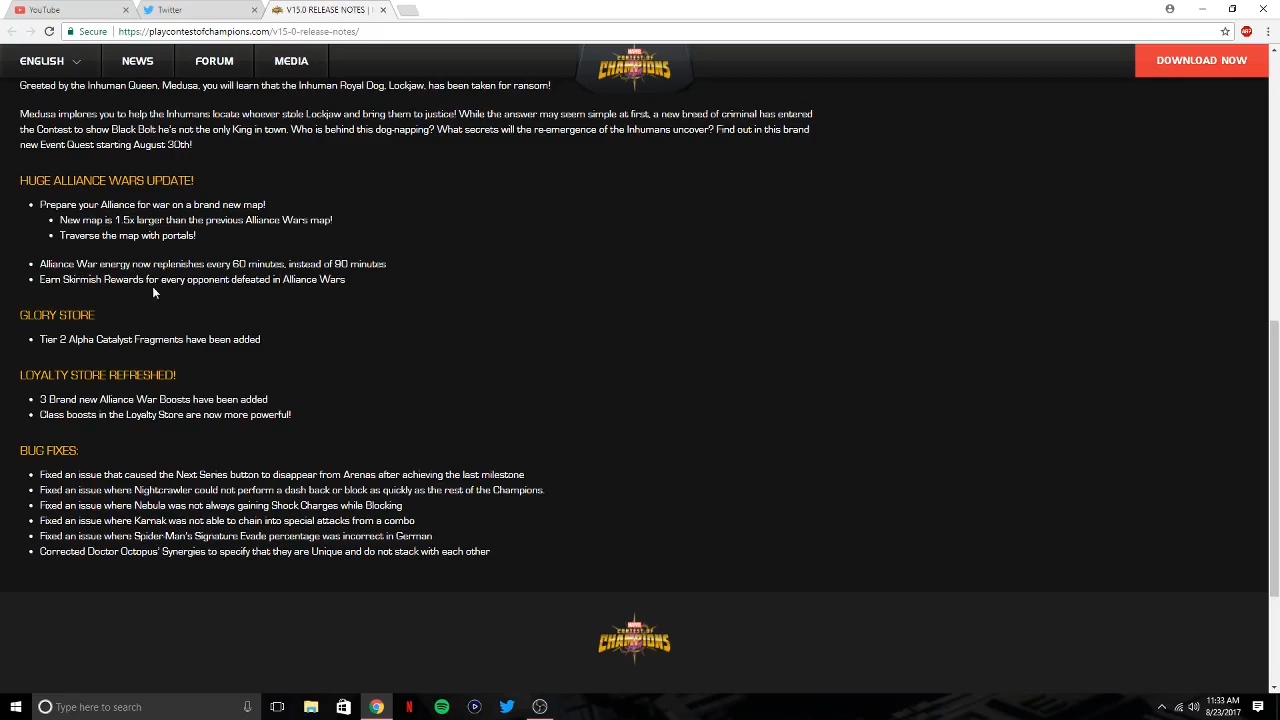 YouTube
Twitter
V15.0 RELEASE NOTES |
Secure
https://playcontestofchampions.com/v15-0-release-notes/
ABP
ENGLISH
NEWS
FORUM
MEDIA
MARVEL
CONTEST OF
CHAMPIONS
DOWNLOAD NOW
Greeted by the Inhuman Queen, Medusa, you will learn that the Inhuman Royal Dog, Lockjaw, has been taken for ransom!
Medusa implores you to help the Inhumans locate whoever stole Lockjaw and bring them to justice! While the answer may seem simple at first, a new breed of criminal has entered
the Contest to show Black Bolt he's not the only King in town. Who is behind this dog-napping? What secrets will the re-emergence of the Inhumans uncover? Find out in this brand
new Event Quest starting August 30th!
HUGE ALLIANCE WARS UPDATE!
Prepare your Alliance for war on a brand new map!
New map is 1.5x larger than the previous Alliance Wars map!
Traverse the map with portals!
Alliance War energy now replenishes every 60 minutes, instead of 90 minutes
Earn Skirmish Rewards for every opponent defeated in Alliance Wars
GLORY STORE
Tier 2 Alpha Catalyst Fragments have been added
LOYALTY STORE REFRESHED!
3 Brand new Alliance War Boosts have been added
Class boosts in the Loyalty Store are now more powerful!
BUG FIXES:
Fixed an issue that caused the Next Series button to disappear from Arenas after achieving the last milestone
Fixed an issue where Nightcrawler could not perform a dash back or block as quickly as the rest of the Champions.
Fixed an issue where Nebula was not always gaining Shock Charges while Blocking
Fixed an issue where Karnak was not able to chain into special attacks from a combo
Fixed an issue where Spider-Man's Signature Evade percentage was incorrect in German
Corrected Doctor Octopus' Synergies to specify that they are Unique and do not stack with each other
MARVEL
CONTEST OF
CHAMPIONS
Type here to search
11:33 AM
8/23/2017